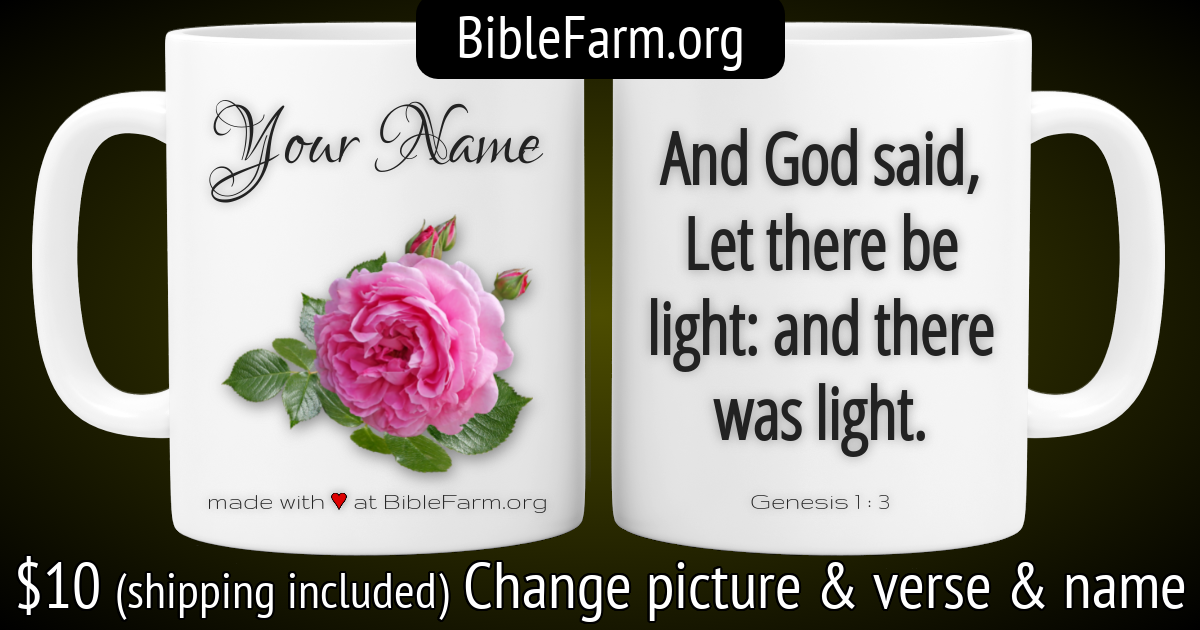 BibleFarm.org
Your Name
made with ♥ at BibleFarm.org
And God said,
Let there be
light: and there
was light.
Genesis 1 : 3
$10 (shipping included) Change picture & verse & name